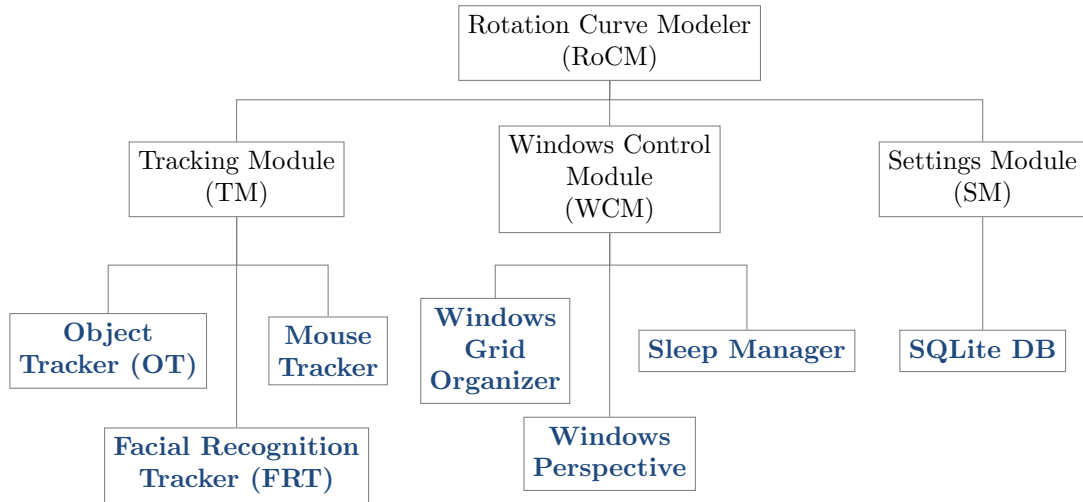 Rotation Curve Modeler
(RoCM)
Tracking Module
(TM)
Windows Control
Module
(WCM)
Settings Module
(SM)
Object
Tracker (OT)
Facial Recognition
Tracker (FRT)
Mouse
Tracker
Windows
Grid
Organizer
Windows
Perspective
Sleep Manager
SQLite DB